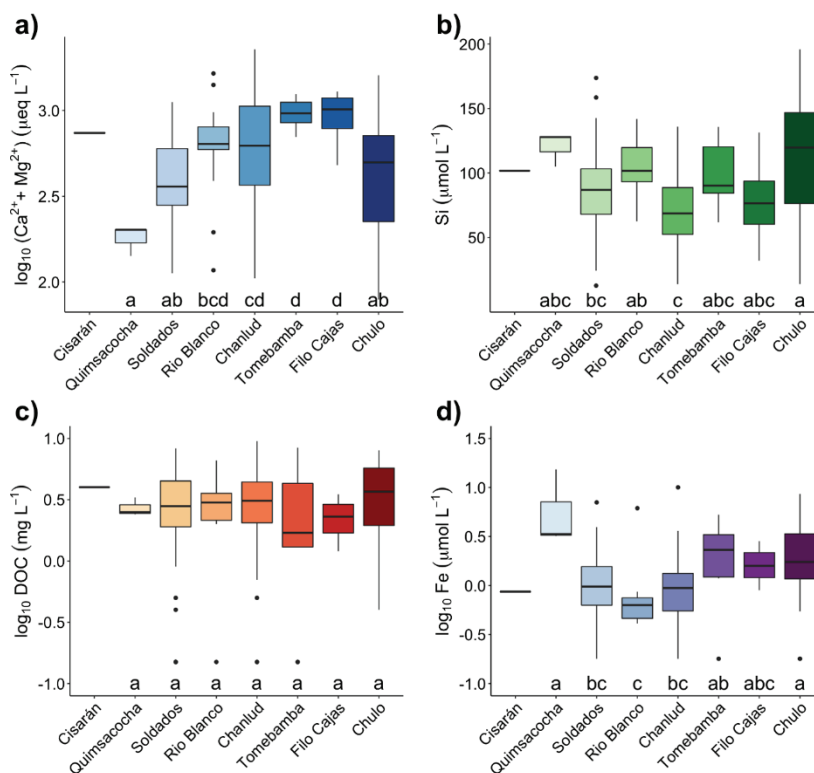 a)
log₁₀ (Ca²⁺+ Mg²⁺) (μeq L⁻¹)
3.0
2.5
2.0
a ab bcd cd d d ab
Cisarán Quimsacocha Soldados Rio Blanco Chanlud Tomebamba Filo Cajas Chulo
b)
Si (μmol L⁻¹)
200
150
100
50
abc bc ab c abc abc a
Cisarán Quimsacocha Soldados Rio Blanco Chanlud Tomebamba Filo Cajas Chulo
c)
log₁₀ DOC (mg L⁻¹)
1.0
0.5
0.0
-1.0
a a a a a a a
Cisarán Quimsacocha Soldados Rio Blanco Chanlud Tomebamba Filo Cajas Chulo
d)
log₁₀ Fe (μmol L⁻¹)
1.5
1.0
0.5
0.0
-0.5
-1.0
a bc c bc ab abc a
Cisarán Quimsacocha Soldados Rio Blanco Chanlud Tomebamba Filo Cajas Chulo